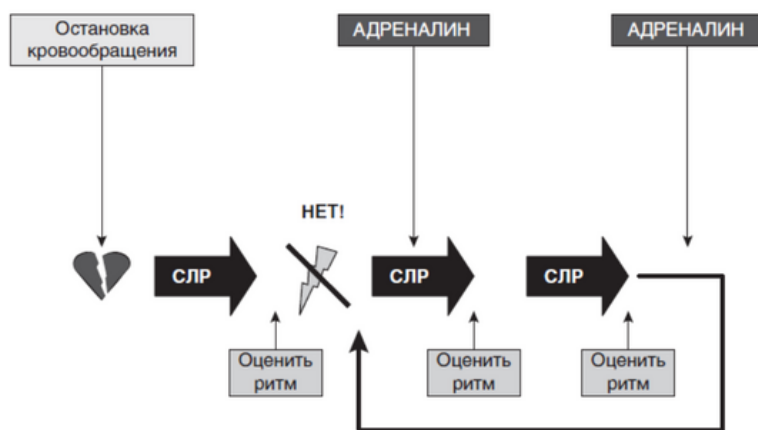 Остановка
кровообращения
АДРЕНАЛИН
АДРЕНАЛИН
НЕТ!
СЛР
СЛР
СЛР
Оценить
ритм
Оценить
ритм
Оценить
ритм